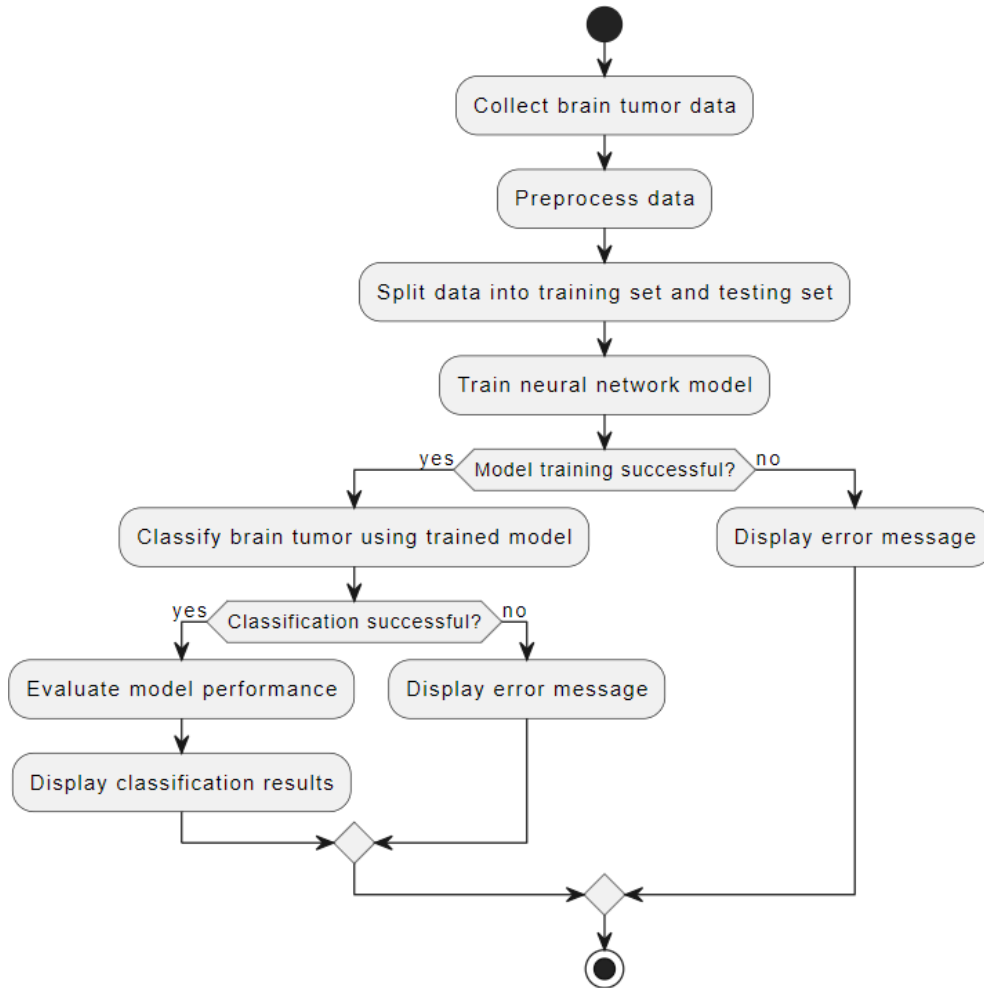 Collect brain tumor data
Preprocess data
Split data into training set and testing set
Train neural network model
yes
Model training successful?
no
Classify brain tumor using trained model
Display error message
yes
Classification successful?
no
Evaluate model performance
Display error message
Display classification results